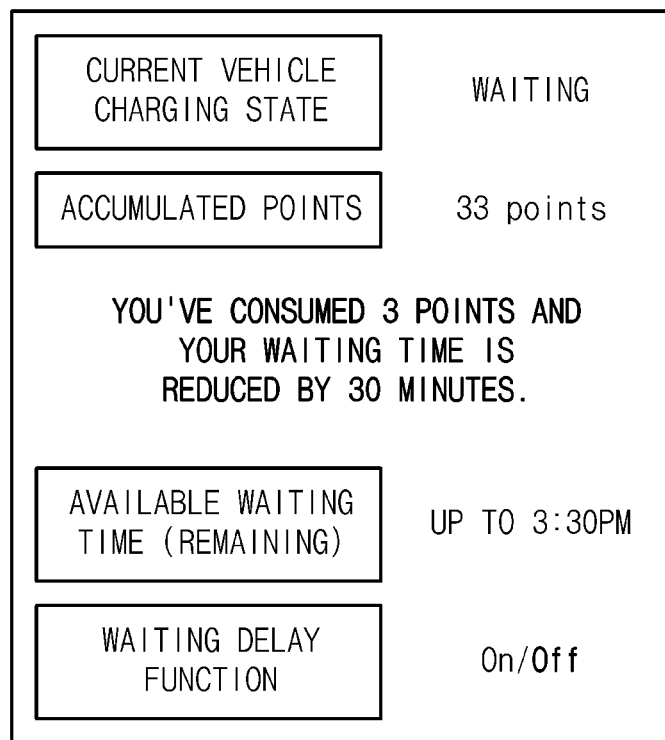 CURRENT VEHICLE
CHARGING STATE
WAITING
ACCUMULATED POINTS
33 points
YOU'VE CONSUMED 3 POINTS AND
YOUR WAITING TIME IS
REDUCED BY 30 MINUTES.
AVAILABLE WAITING
TIME (REMAINING)
UP TO 3:30PM
WAITING DELAY
FUNCTION
On/Off